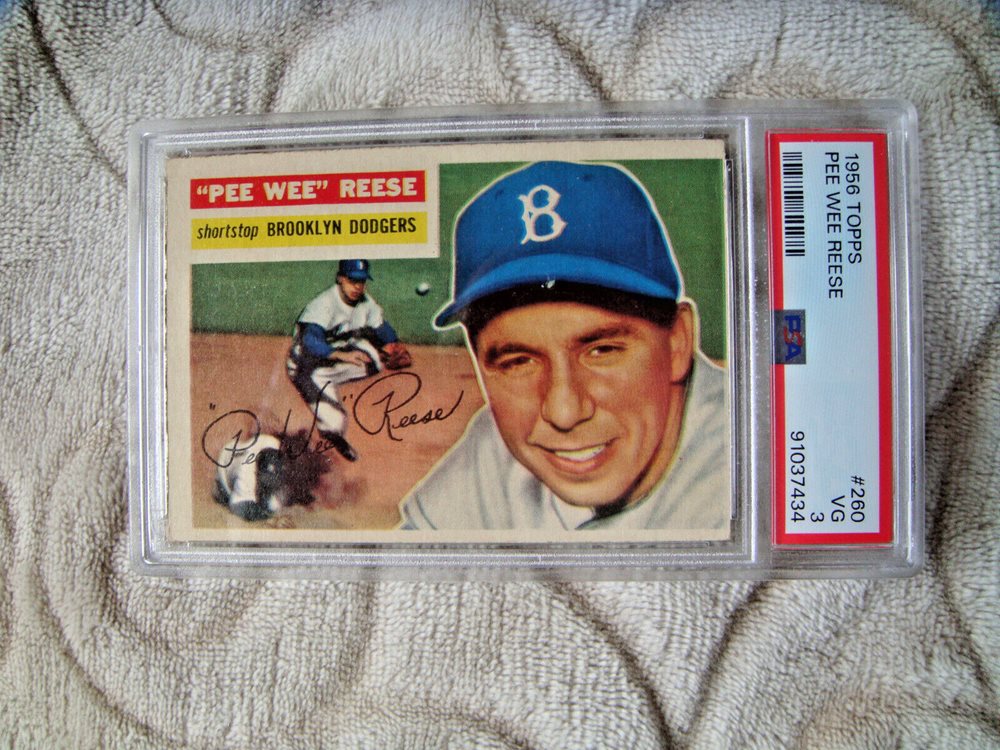 "PEE WEE" REESE
shortstop BROOKLYN DODGERS
B
"Pee Wee" Reese
1956 TOPPS
PEE WEE REESE
#260
VG
3
PSA
91037434